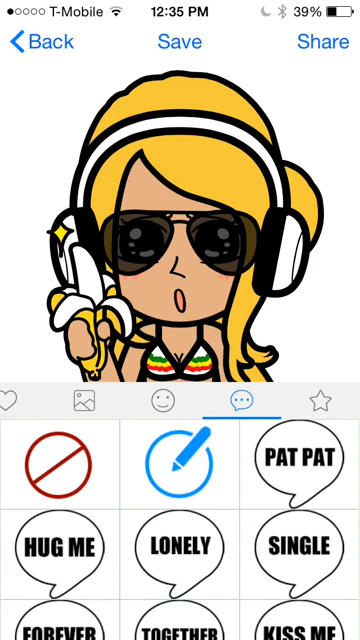 T-Mobile 12:35 PM 39%
Back Save Share
PAT PAT
HUG ME LONELY SINGLE
FOREVER TOGETHER KISS ME